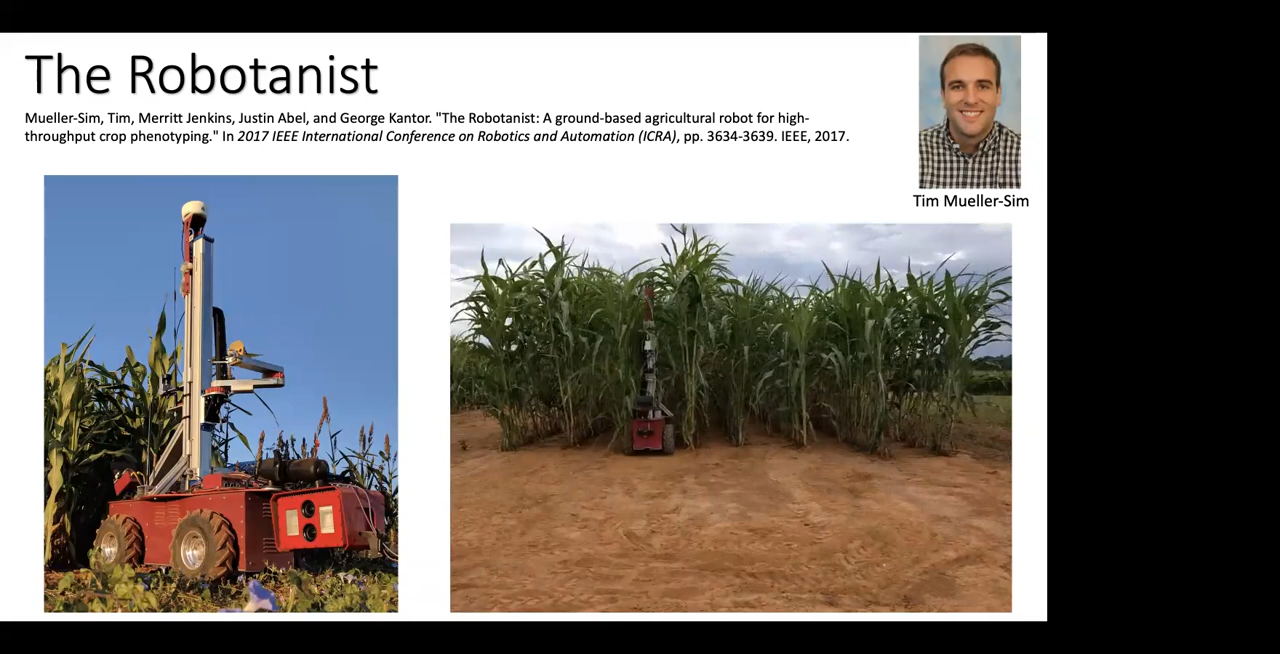 The Robotanist
Mueller-Sim, Tim, Merritt Jenkins, Justin Abel, and George Kantor. "The Robotanist: A ground-based agricultural robot for high-
throughput crop phenotyping." In 2017 IEEE International Conference on Robotics and Automation (ICRA), pp. 3634-3639. IEEE, 2017.
Tim Mueller-Sim